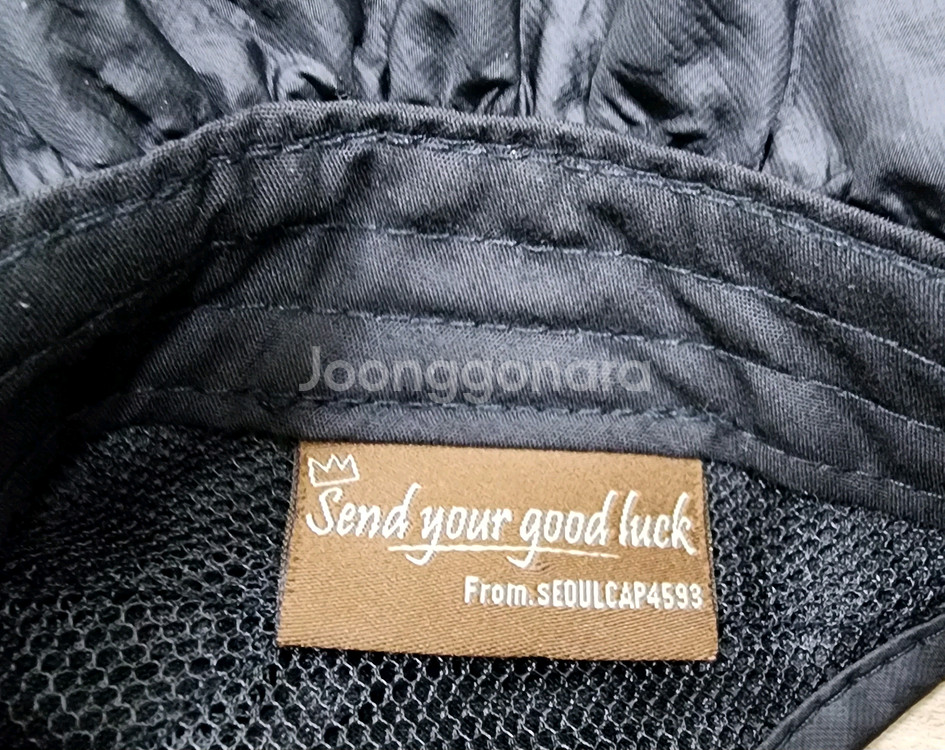 Joonggonara
Send your good luck
From.sEOULCAP4593